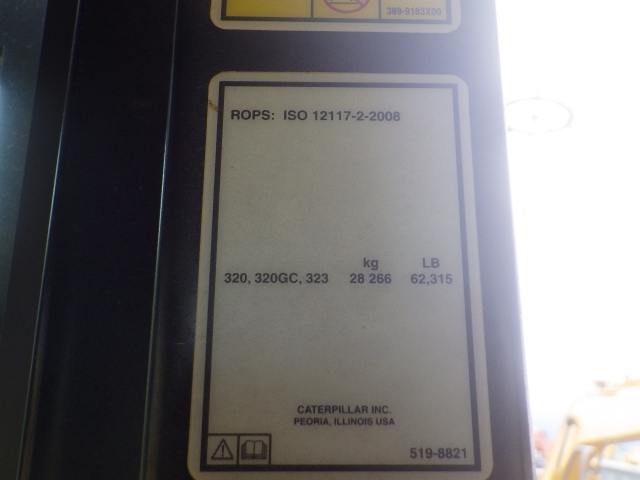 389-9183X00
ROPS: ISO 12117-2-2008
kg LB
320, 320GC, 323 28 266 62,315
CATERPILLAR INC.
PEORIA, ILLINOIS USA
519-8821